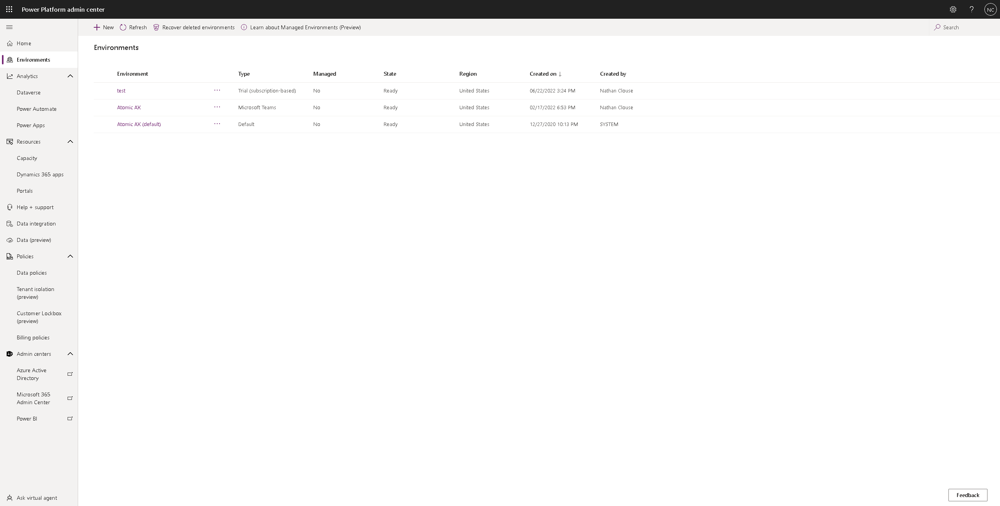 Power Platform admin center
?
NC
New
Refresh
Recover deleted environments
Learn about Managed Environments (Preview)
Search
Home
Environments
Analytics
Dataverse
Power Automate
Power Apps
Resources
Capacity
Dynamics 365 apps
Portals
Help + support
Data integration
Data (preview)
Policies
Data policies
Tenant isolation
(preview)
Customer Lockbox
(preview)
Billing policies
Admin centers
Azure Active
Directory
Microsoft 365
Admin Center
Power BI
Ask virtual agent
Environments
Environment Type Managed State Region Created on ↓ Created by
test ··· Trial (subscription-based) No Ready United States 06/22/2022 3:24 PM Nathan Clouse
Atomic AX ··· Microsoft Teams No Ready United States 02/17/2022 6:53 PM Nathan Clouse
Atomic AX (default) ··· Default No Ready United States 12/27/2020 10:13 PM SYSTEM
Feedback